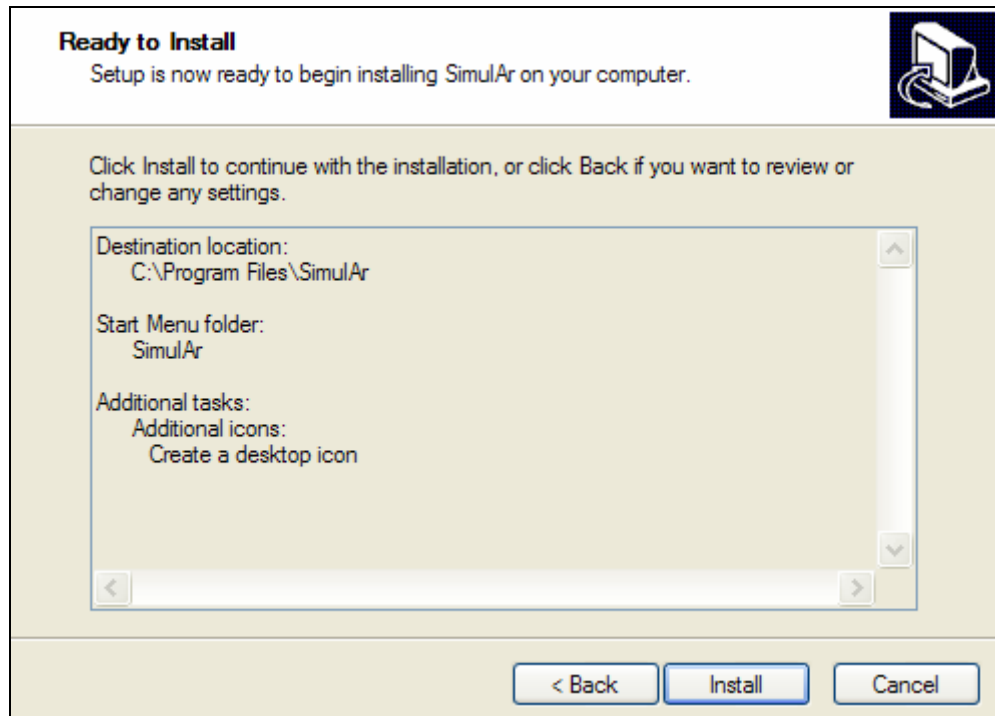 Ready to Install
Setup is now ready to begin installing SimulAr on your computer.
Click Install to continue with the installation, or click Back if you want to review or
change any settings.
Destination location:
C:\Program Files\SimulAr
Start Menu folder:
SimulAr
Additional tasks:
Additional icons:
Create a desktop icon
< Back Install Cancel